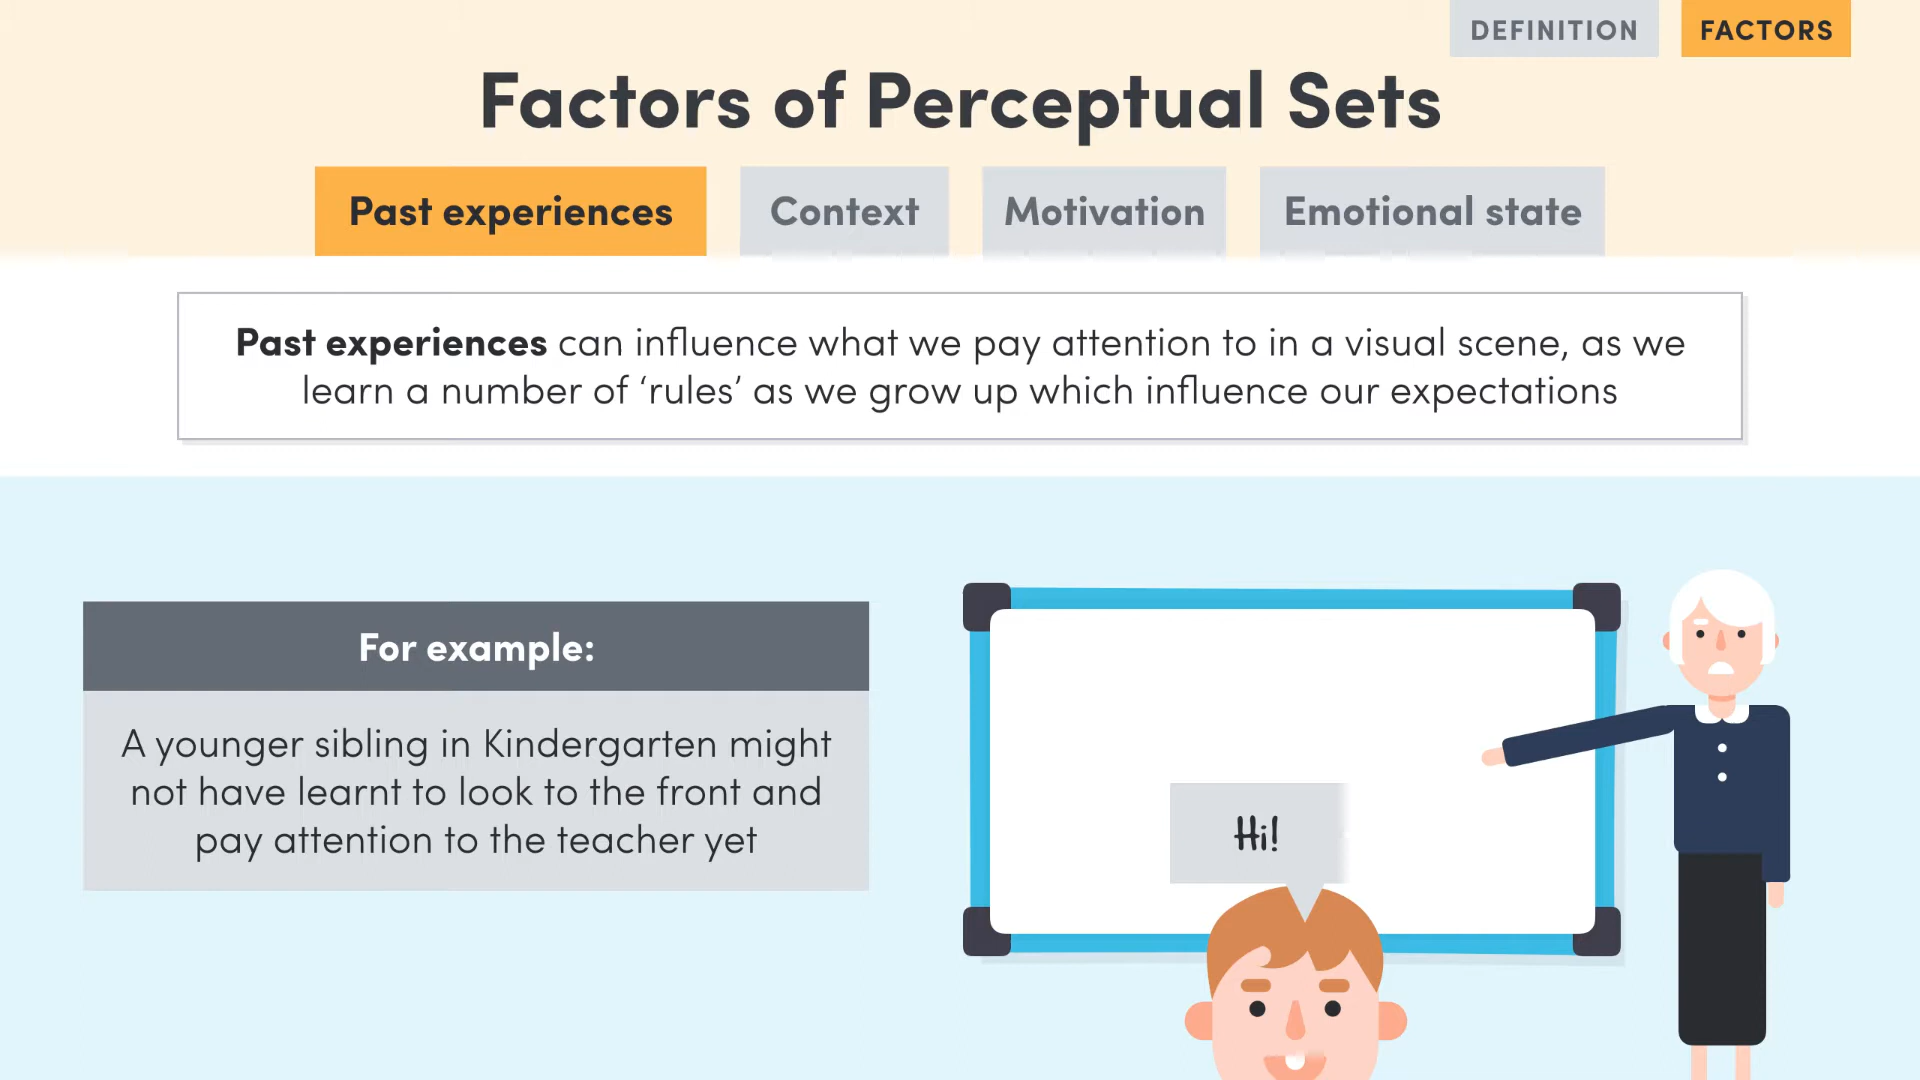 DEFINITION
FACTORS
Factors of Perceptual Sets
Past experiences
Context
Motivation
Emotional state
Past experiences can influence what we pay attention to in a visual scene, as we
learn a number of ‘rules’ as we grow up which influence our expectations
For example:
A younger sibling in Kindergarten might
not have learnt to look to the front and
pay attention to the teacher yet
Hi!